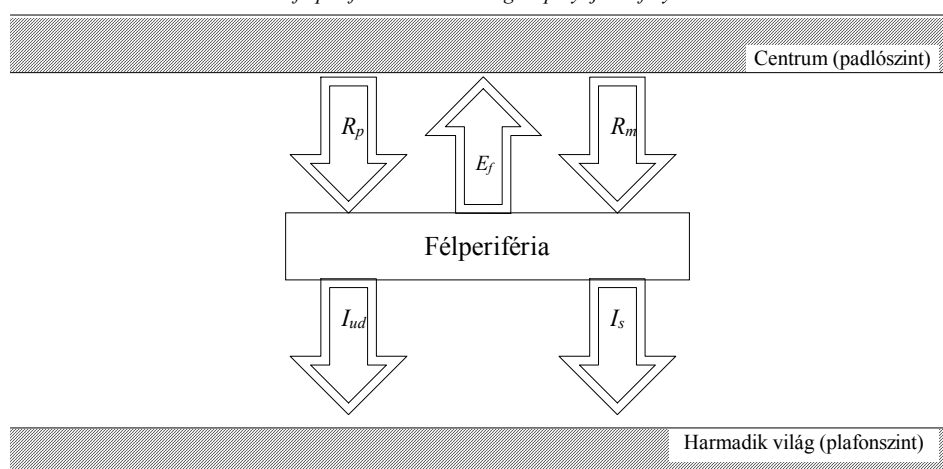 Centrum (padlószint)
Rp Ef Rm
Félperiféria
Iud Is
Harmadik világ (plafonszint)